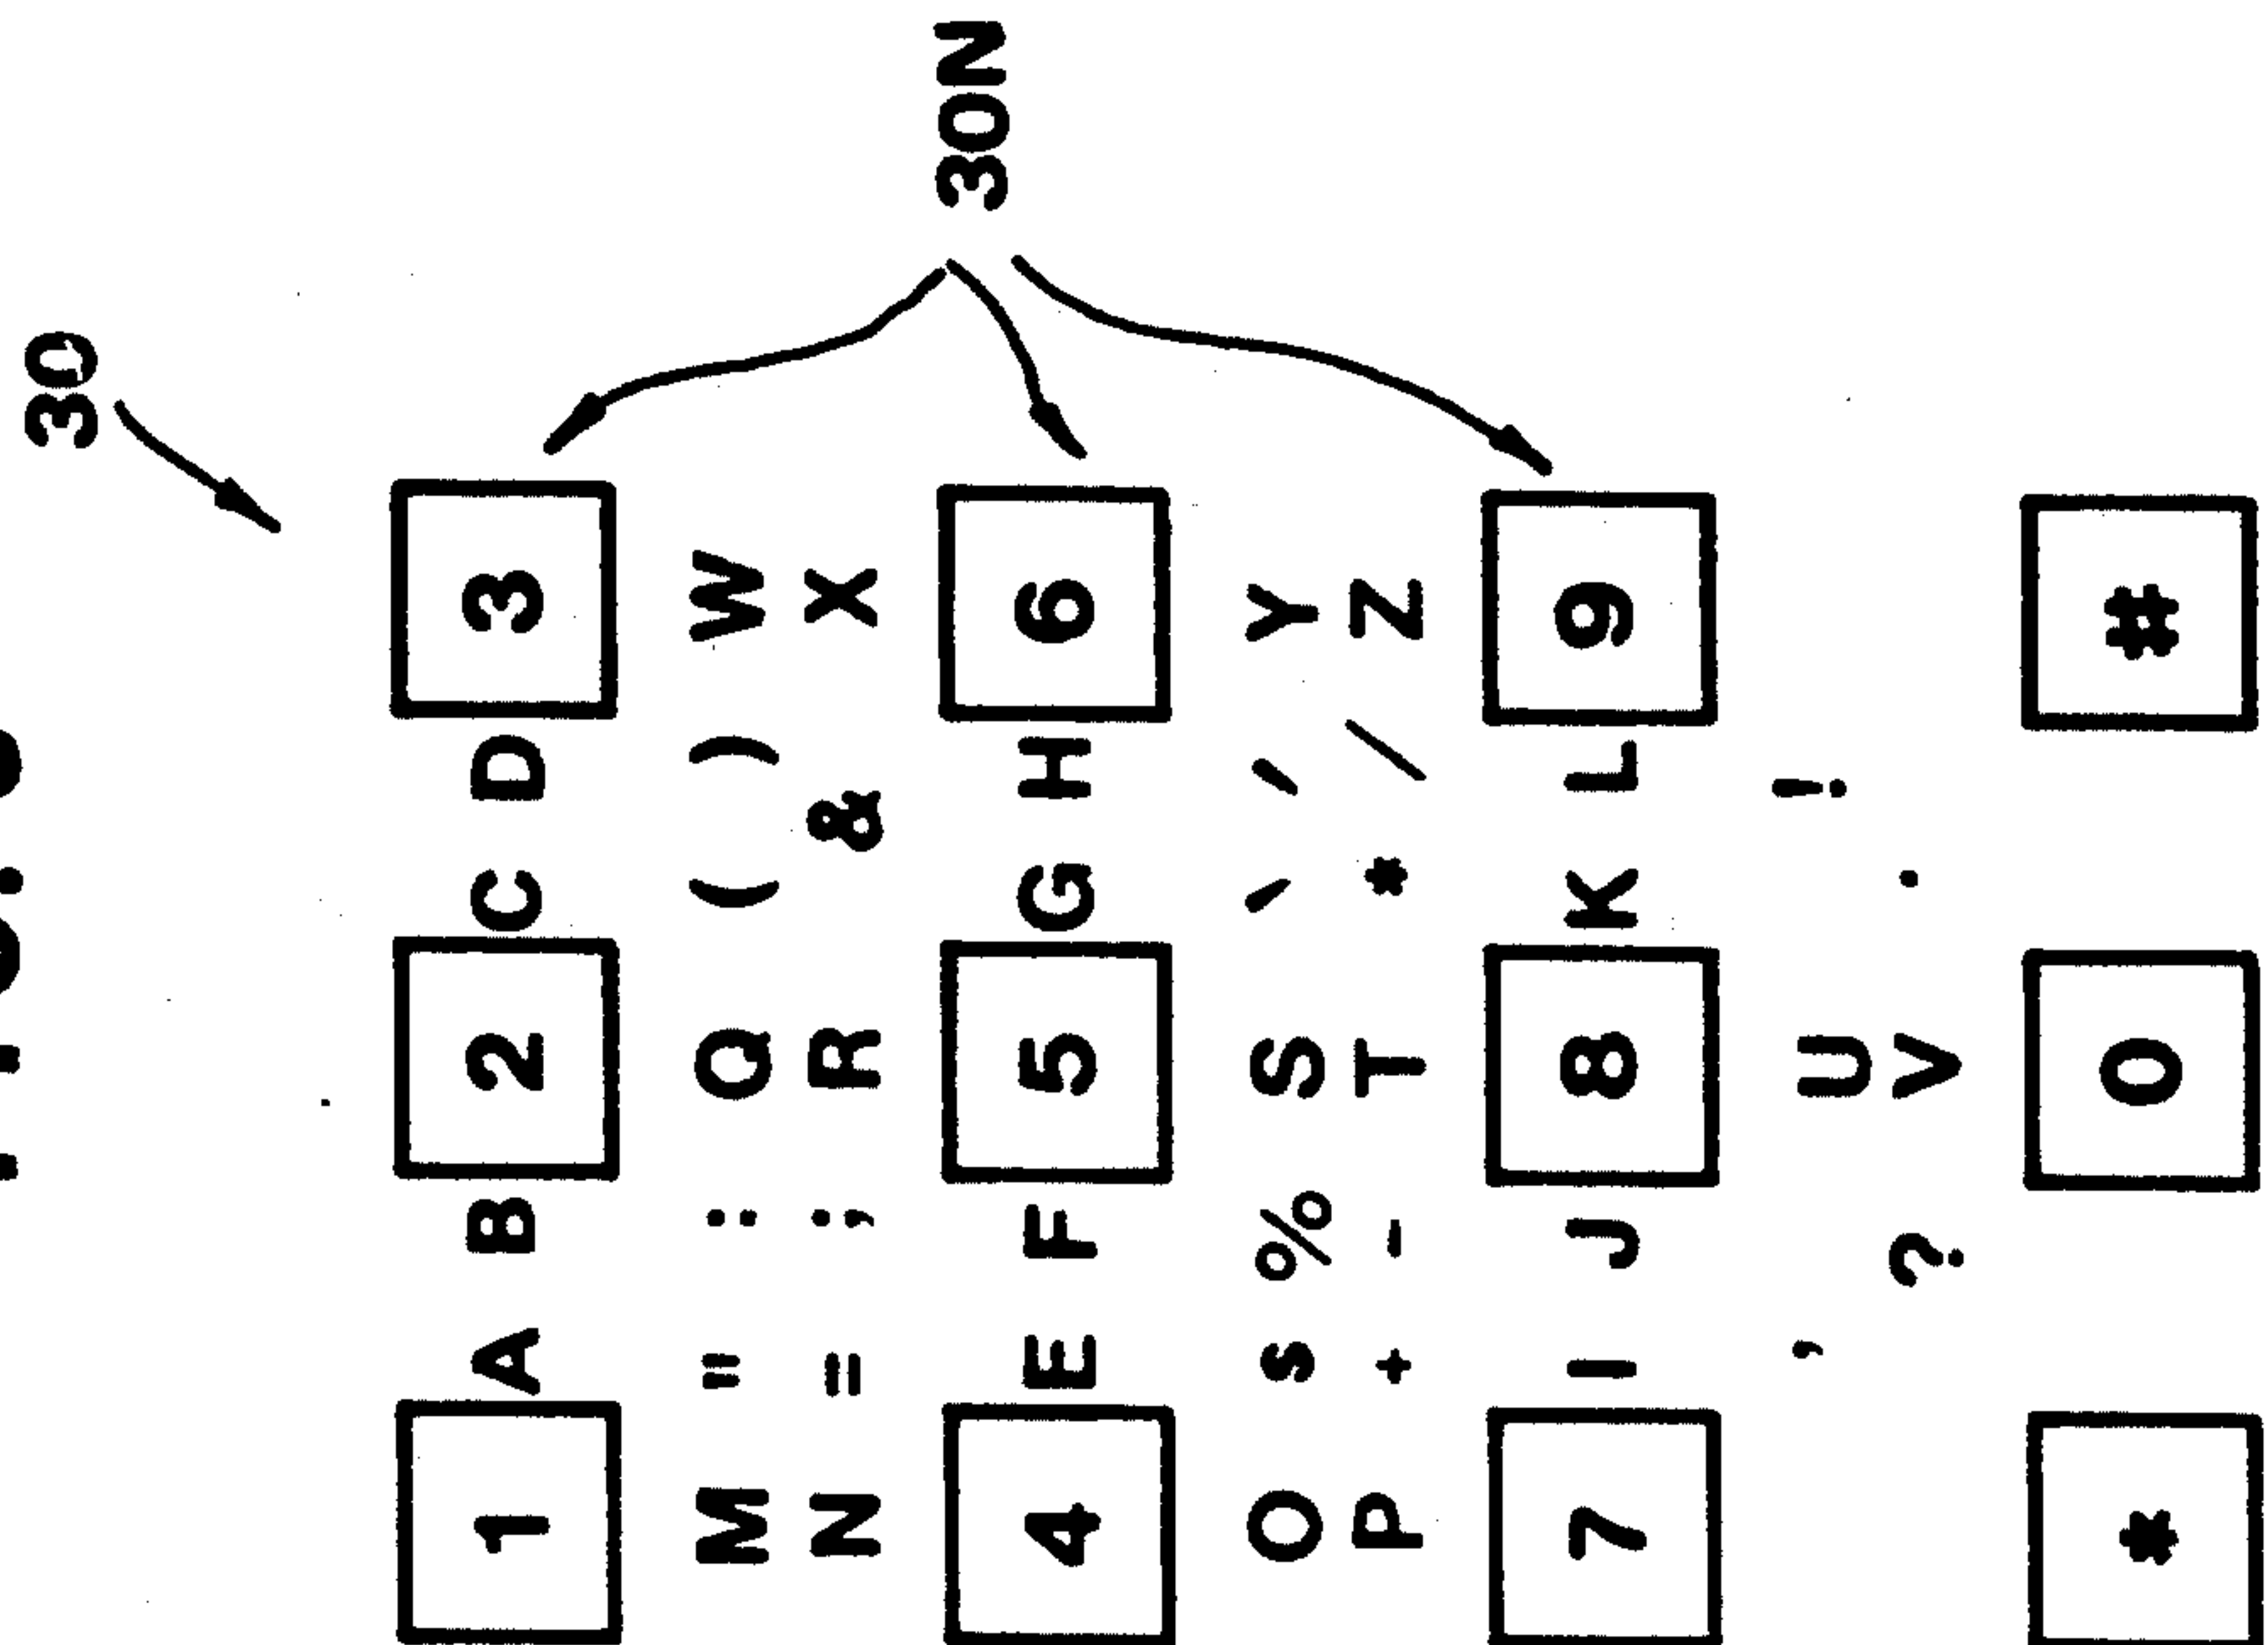 30
1 A B 2 C D 3
M " : Q ( ) W
N = ; R & X
30N
4 E F 5 G H 6
O s % S ` ' Y
P + - T * / Z
7 I J 8 K L 9
, U !
? V .
* 0 #